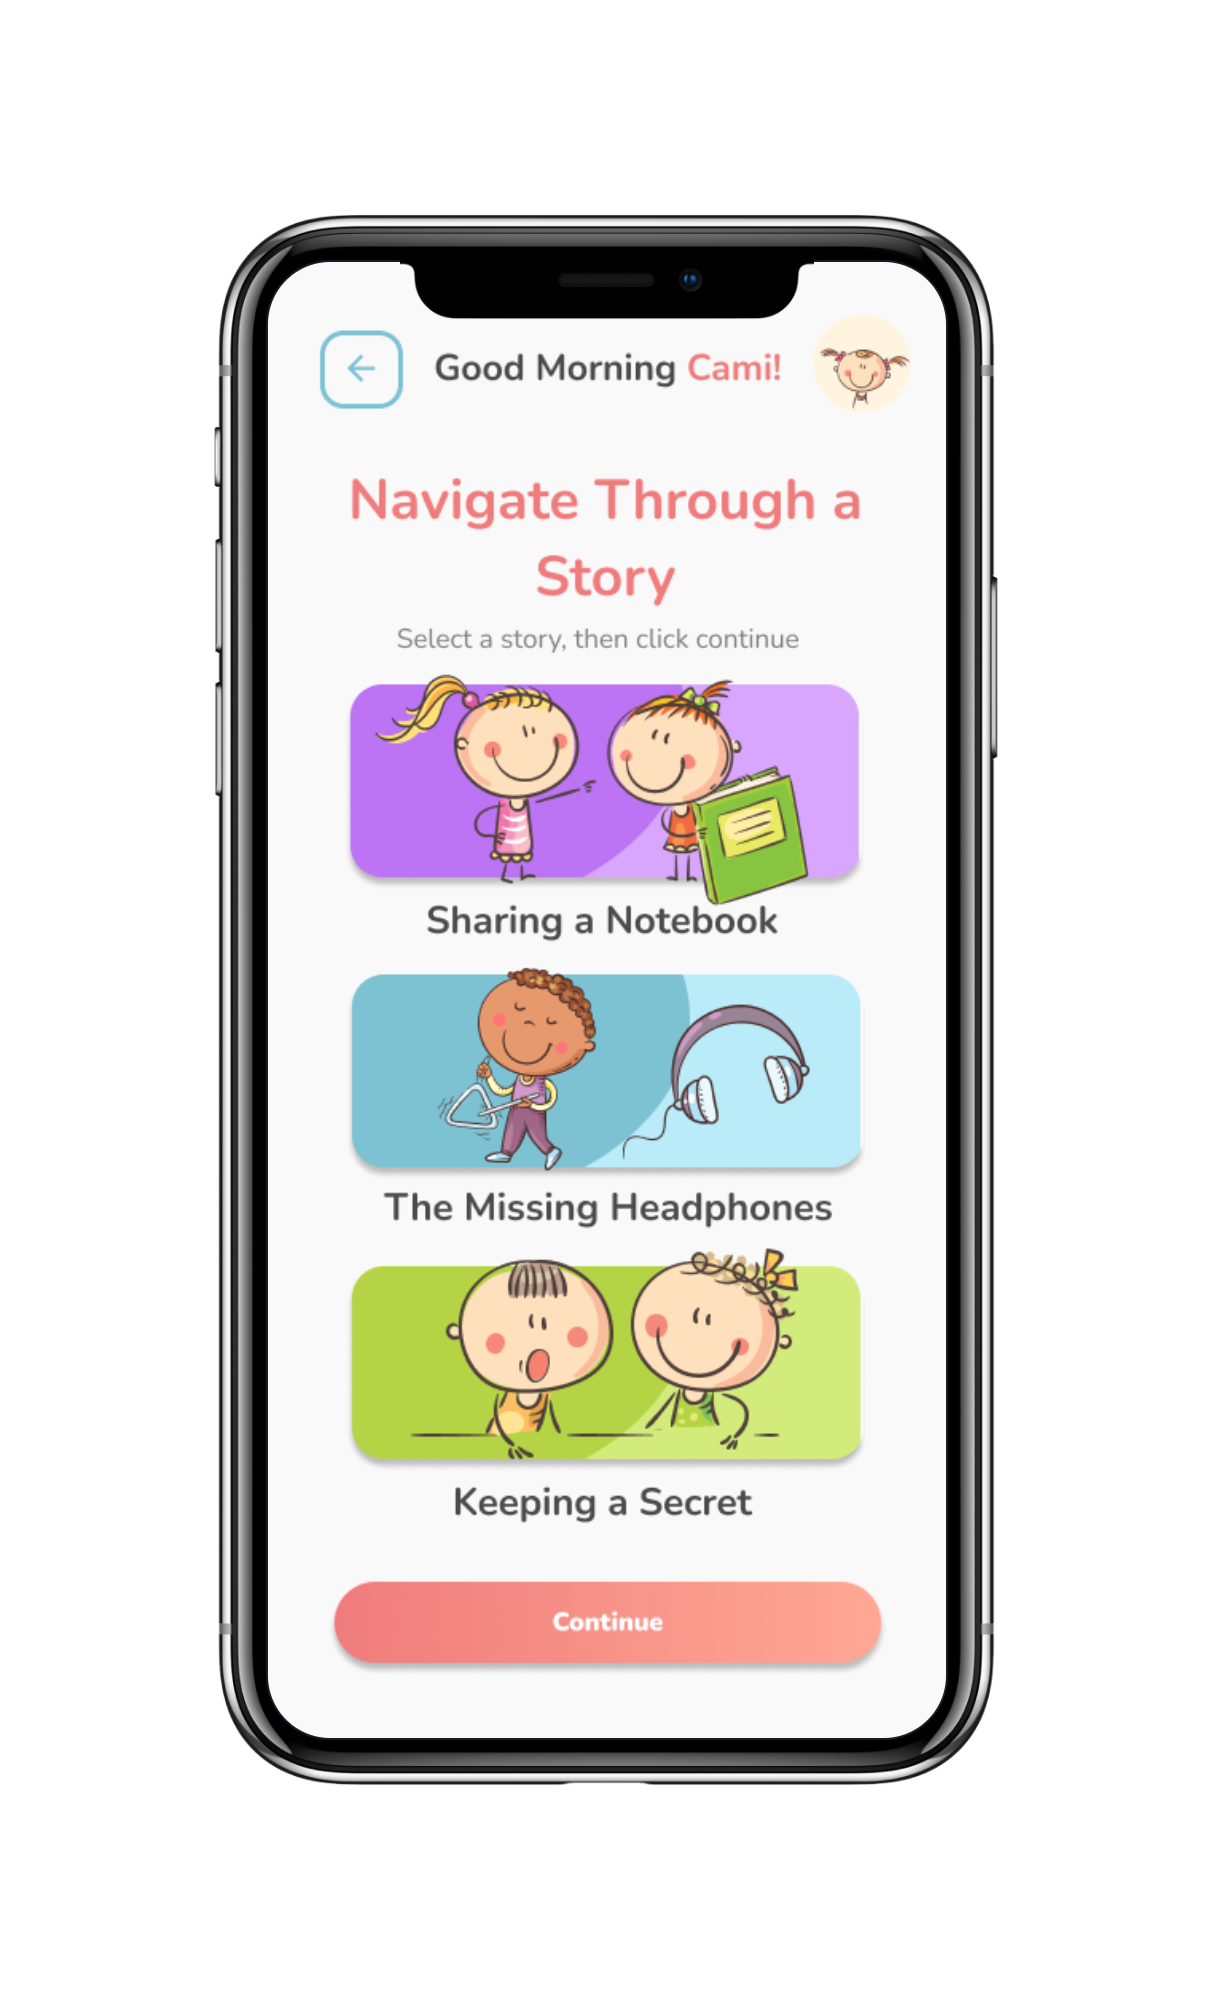 Good Morning Cami!
Navigate Through a
Story
Select a story, then click continue
Sharing a Notebook
The Missing Headphones
Keeping a Secret
Continue